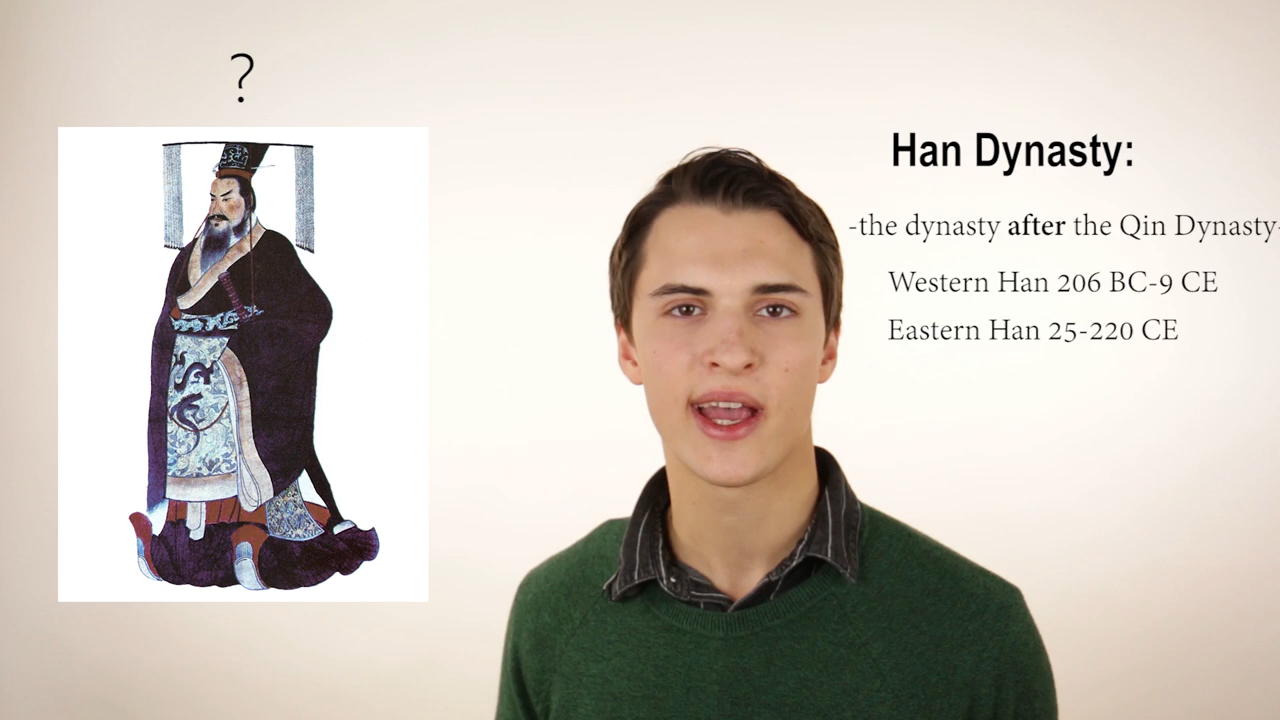 ?
Han Dynasty:
-the dynasty after the Qin Dynasty-
Western Han 206 BC-9 CE
Eastern Han 25-220 CE